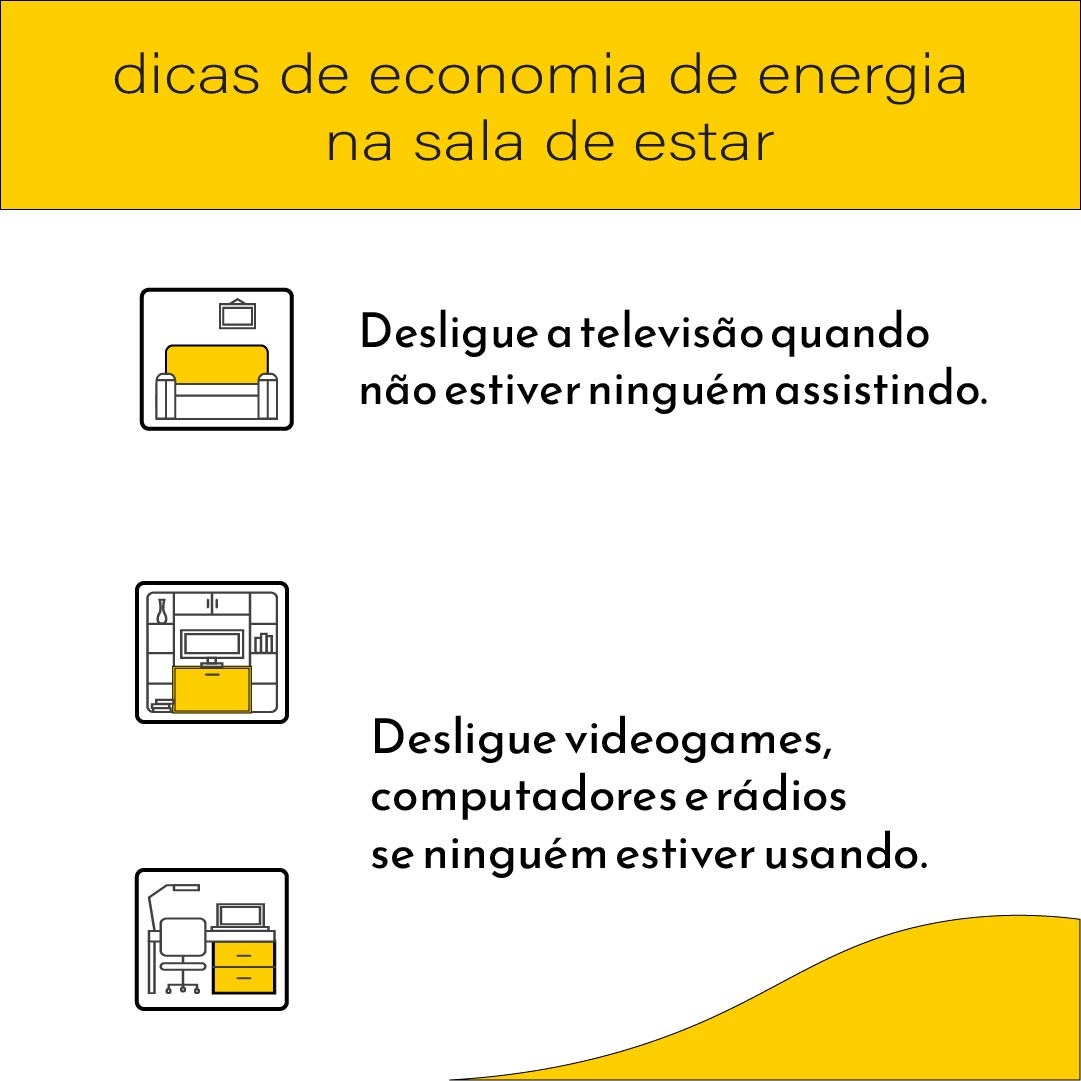 dicas de economia de energia
na sala de estar
Desligue a televisão quando
não estiver ninguém assistindo.
Desligue videogames,
computadores e rádios
se ninguém estiver usando.